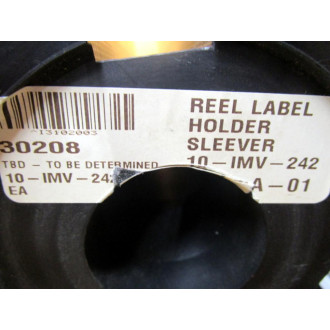 -13102003
30208
TBD - TO BE DETERMINED
10-IMV-242
EA
REEL LABEL
HOLDER
SLEEVER
10-IMV-242
A-01